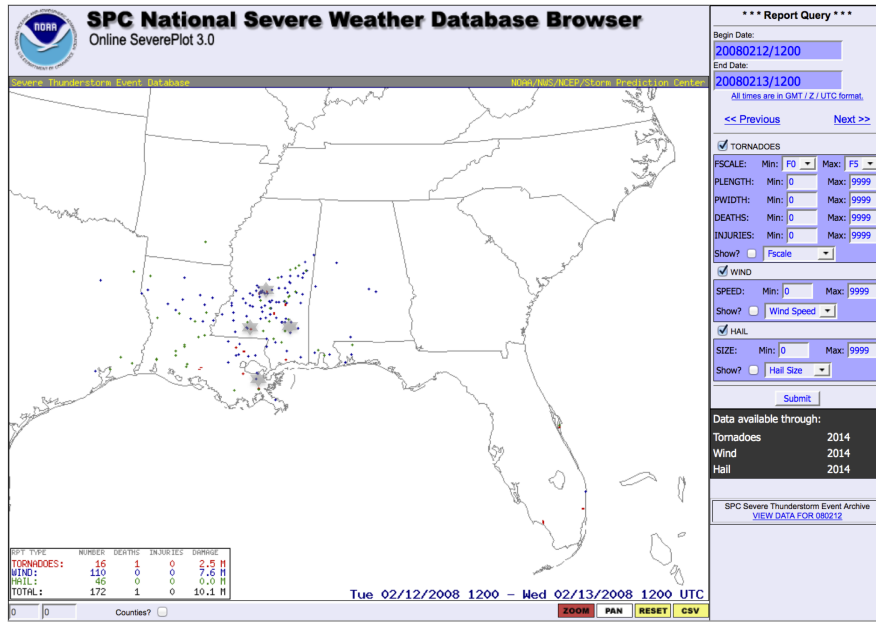 NOAA
SPC National Severe Weather Database Browser
Online SeverePlot 3.0
Severe Thunderstorm Event Database
NOAA/NWS/NCEP/Storm Prediction Center
RPT TYPE NUMBER DEATHS INJURIES DAMAGE
TORNADOES: 16 1 0 2.5 M
WIND: 110 0 0 7.6 M
HAIL: 46 0 0 0.0 M
TOTAL: 172 1 0 10.1 M
Tue 02/12/2008 1200 – Wed 02/13/2008 1200 UTC
0 0 Counties? ZOOM PAN RESET CSV
* * * Report Query * * *
Begin Date:
20080212/1200
End Date:
20080213/1200
All times are in GMT / Z / UTC format.
<< Previous Next >>
TORNADOES
FSCALE: Min: F0 Max: F5
PLENGTH: Min: 0 Max: 9999
PWIDTH: Min: 0 Max: 9999
DEATHS: Min: 0 Max: 9999
INJURIES: Min: 0 Max: 9999
Show? Fscale
WIND
SPEED: Min: 0 Max: 9999
Show? Wind Speed
HAIL
SIZE: Min: 0 Max: 9999
Show? Hail Size
Submit
Data available through:
Tornadoes 2014
Wind 2014
Hail 2014
SPC Severe Thunderstorm Event Archive
VIEW DATA FOR 080212